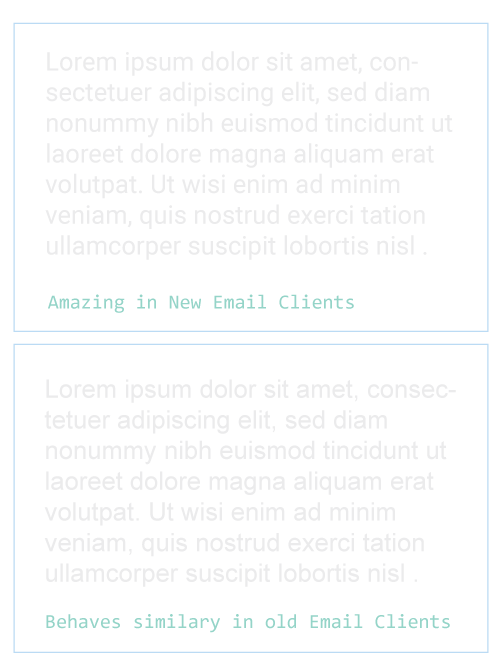 Lorem ipsum dolor sit amet, con-
sectetuer adipiscing elit, sed diam
nonummy nibh euismod tincidunt ut
laoreet dolore magna aliquam erat
volutpat. Ut wisi enim ad minim
veniam, quis nostrud exerci tation
ullamcorper suscipit lobortis nisl .
Amazing in New Email Clients
Lorem ipsum dolor sit amet, consec-
tetuer adipiscing elit, sed diam
nonummy nibh euismod tincidunt ut
laoreet dolore magna aliquam erat
volutpat. Ut wisi enim ad minim
veniam, quis nostrud exerci tation
ullamcorper suscipit lobortis nisl .
Behaves similary in old Email Clients